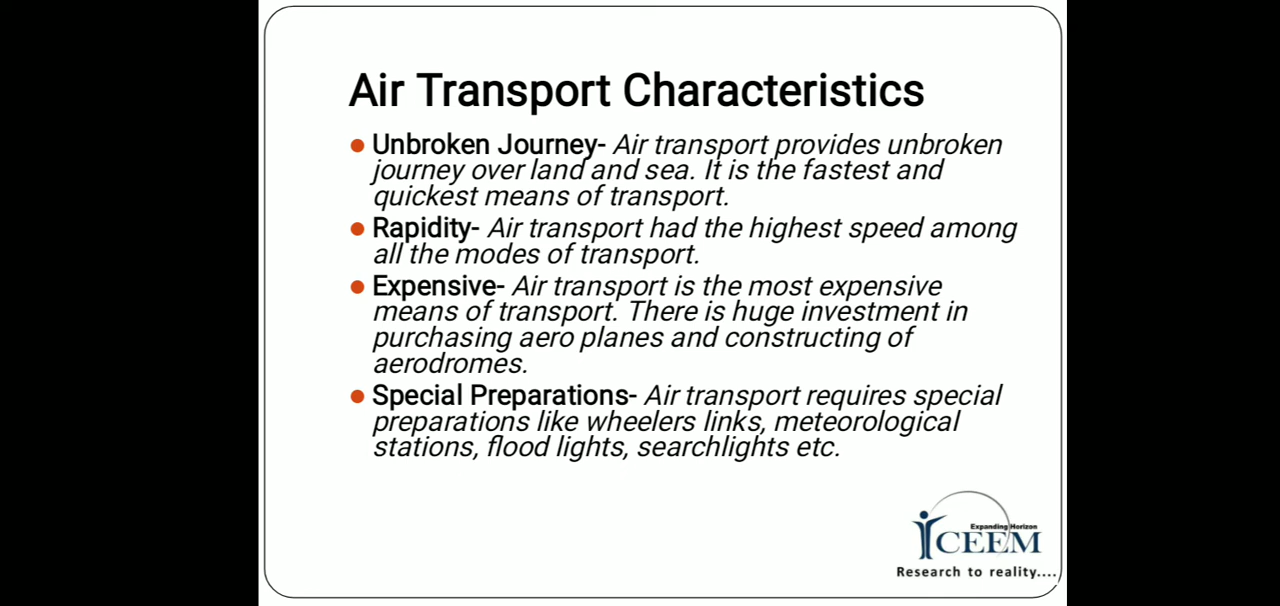 Air Transport Characteristics
Unbroken Journey- Air transport provides unbroken
journey over land and sea. It is the fastest and
quickest means of transport.
Rapidity- Air transport had the highest speed among
all the modes of transport.
Expensive- Air transport is the most expensive
means of transport. There is huge investment in
purchasing aero planes and constructing of
aerodromes.
Special Preparations- Air transport requires special
preparations like wheelers links, meteorological
stations, flood lights, searchlights etc.
Expanding Horizon
iCEEM
Research to reality....